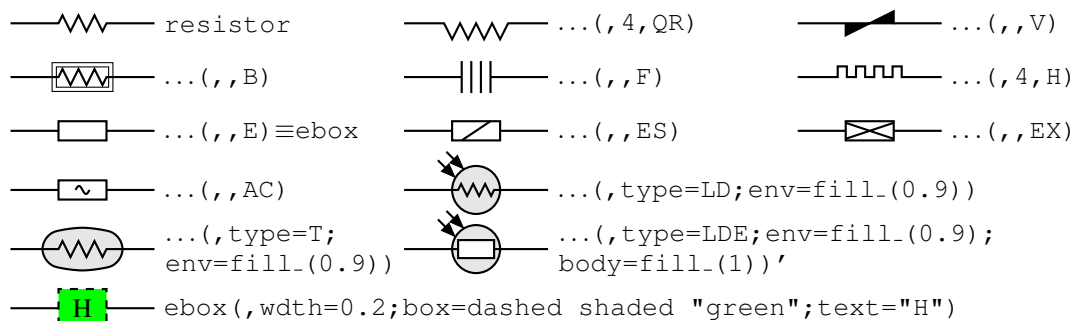 resistor ...(,4,QR) ...(,,V)
...(,,B) ...(,,F) ...(,4,H)
...(,,E)≡ebox ...(,,ES) ...(,,EX)
...(,,AC) ...(,type=LD;env=fill_(0.9))
...(,type=T;
env=fill_(0.9))
...(,type=LDE;env=fill_(0.9);
body=fill_(1))'
H ebox(,wdth=0.2;box=dashed shaded "green";text="H")